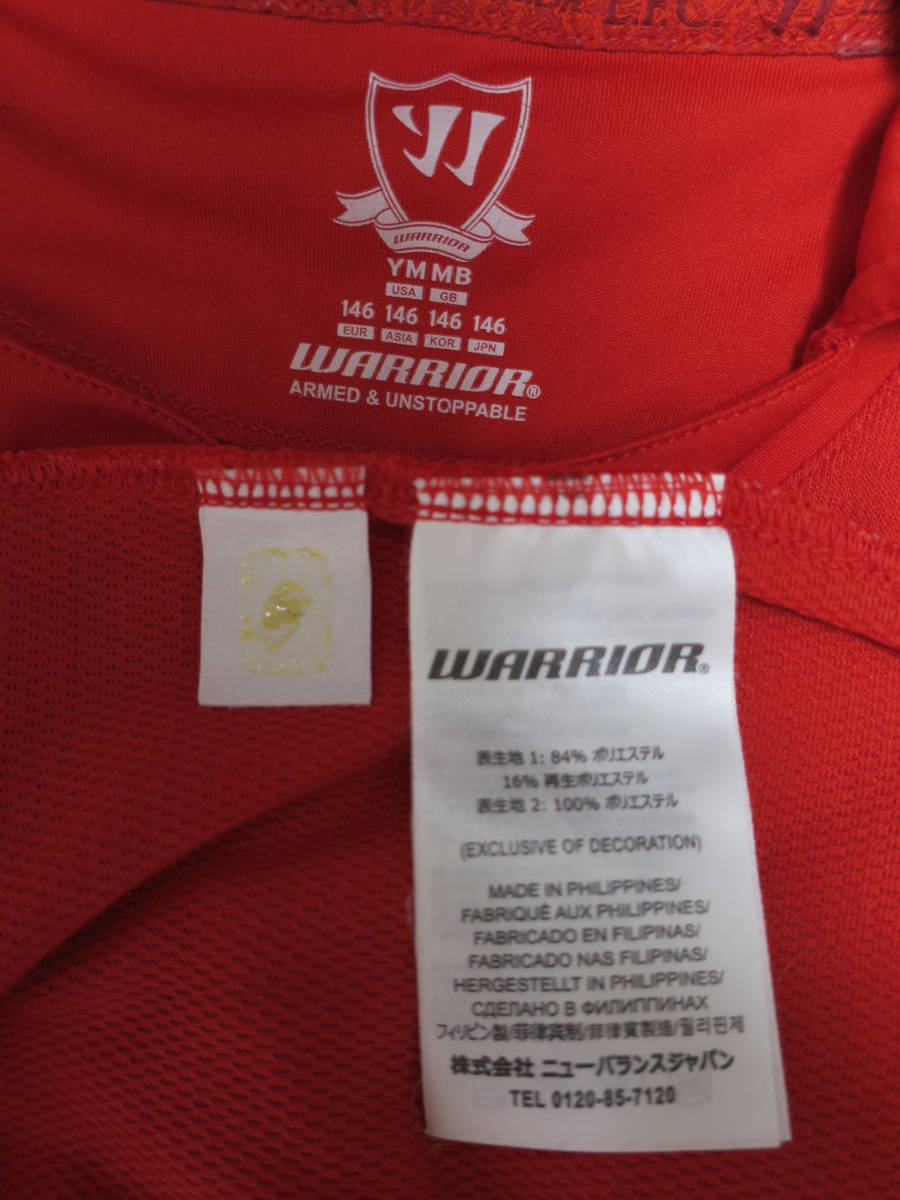 L.F.C.
WARRIOR
YM MB
USA GB
146 146 146 146
EUR ASIA KOR JPN
WARRIOR®
ARMED & UNSTOPPABLE
WARRIOR®
表生地 1: 84% ポリエステル
16% 再生ポリエステル
表生地 2: 100% ポリエステル
(EXCLUSIVE OF DECORATION)
MADE IN PHILIPPINES/
FABRIQUÉ AUX PHILIPPINES/
FABRICADO EN FILIPINAS/
FABRICADO NAS FILIPINAS/
HERGESTELLT IN PHILIPPINES/
СДЕЛАНО В ФИЛИППИНАХ
フィリピン製/菲律宾制/菲律賓製造/필리핀제
株式会社 ニューバランスジャパン
TEL 0120-85-7120